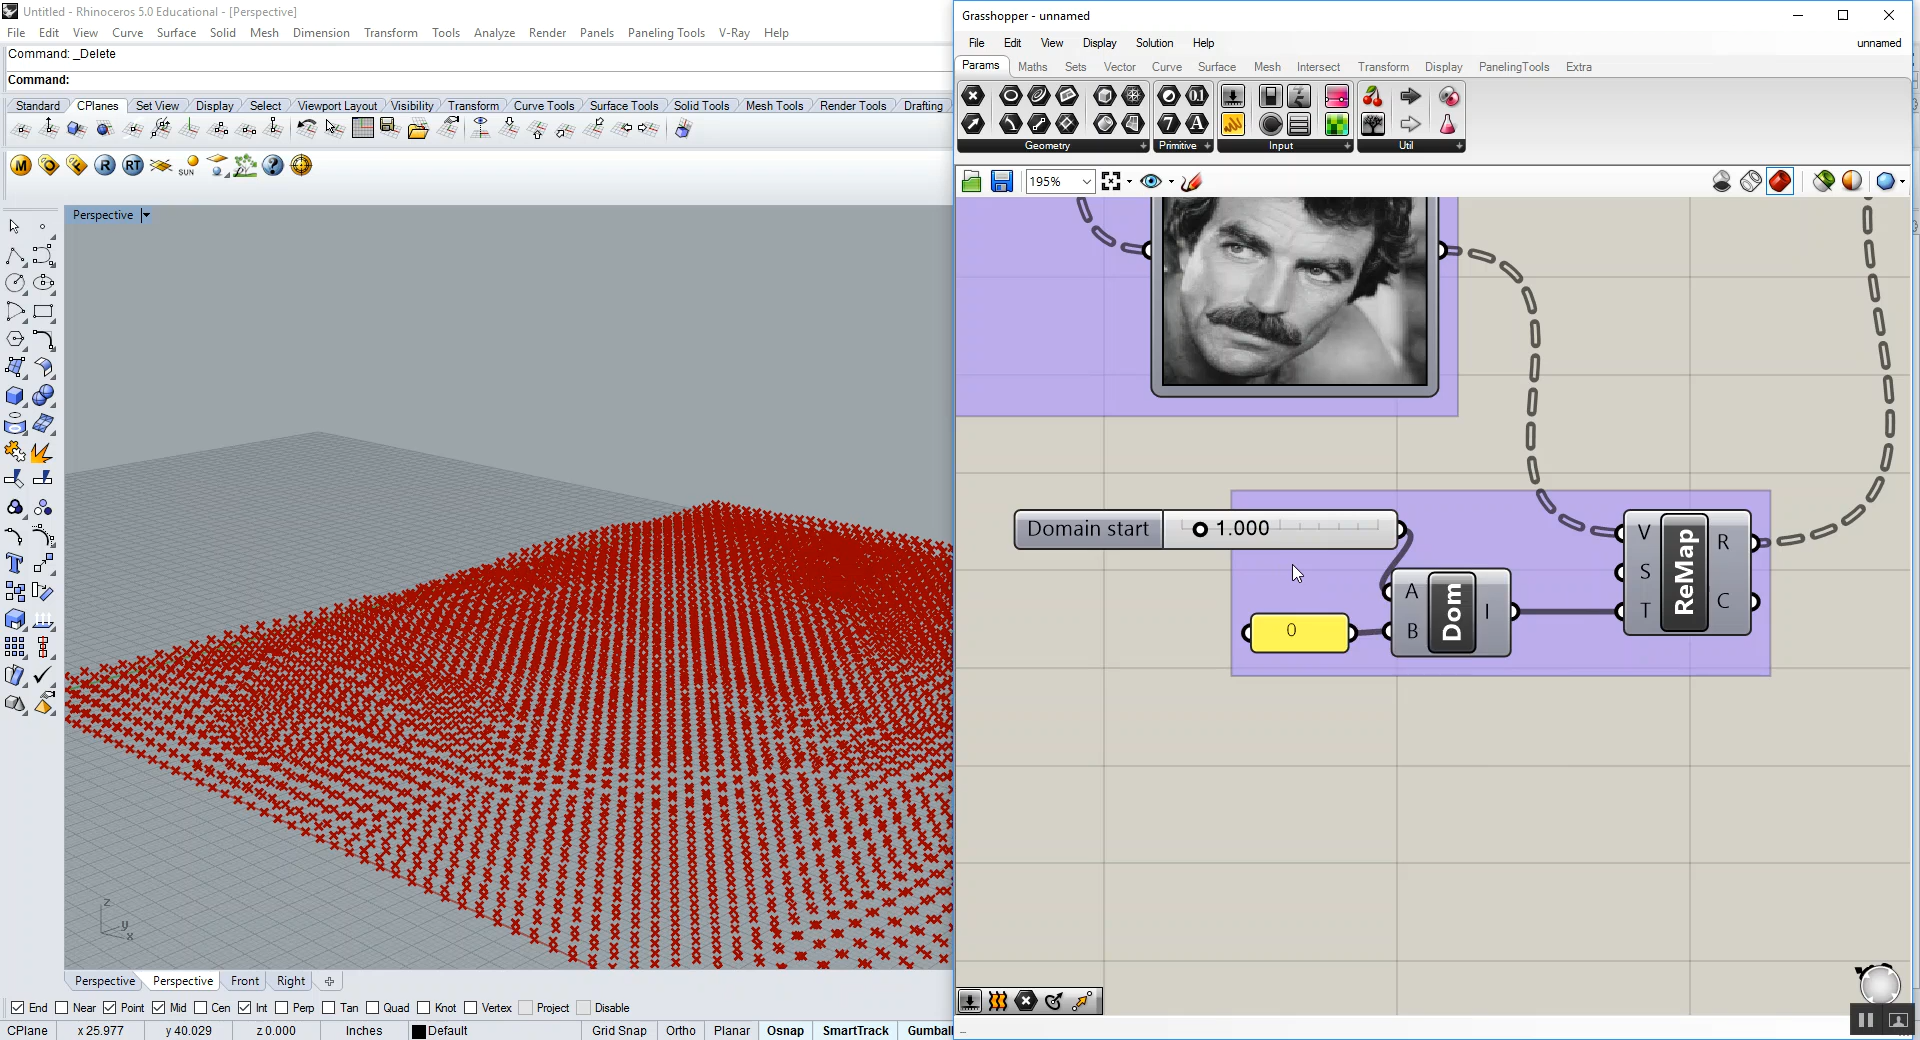 Untitled - Rhinoceros 5.0 Educational - [Perspective]
File Edit View Curve Surface Solid Mesh Dimension Transform Tools Analyze Render Panels Paneling Tools V-Ray Help
Command: _Delete
Command:
Standard CPlanes Set View Display Select Viewport Layout Visibility Transform Curve Tools Surface Tools Solid Tools Mesh Tools Render Tools Drafting
M O F R RT SUN ?
Perspective
z
y
x
Perspective Perspective Front Right
End Near Point Mid Cen Int Perp Tan Quad Knot Vertex Project Disable
CPlane x 25.977 y 40.029 z 0.000 Inches Default Grid Snap Ortho Planar Osnap SmartTrack Gumball
Grasshopper - unnamed
File Edit View Display Solution Help unnamed
Params Maths Sets Vector Curve Surface Mesh Intersect Transform Display PanelingTools Extra
0.1
7 A
Geometry Primitive Input Util
195%
Domain start 1.000
0
A
B
Dom
I
V
S
T
ReMap
R
C